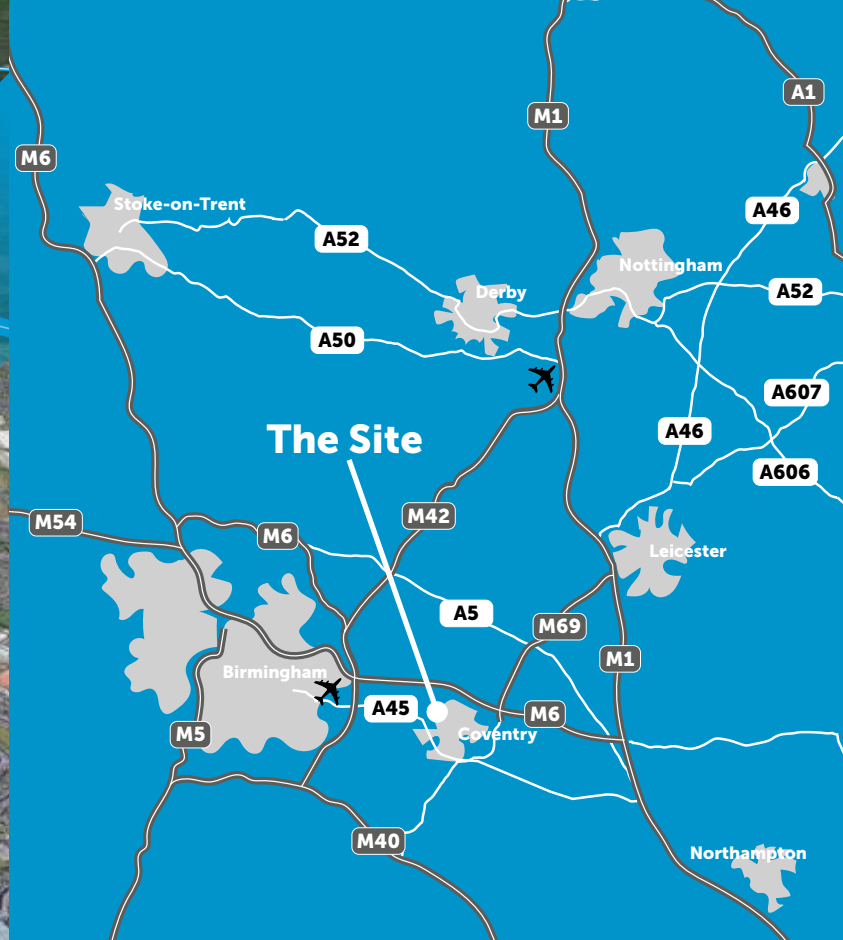 A1
M1
M6
Stoke-on-Trent
A46
A52
Nottingham
Derby
A52
A50
A607
The Site
A46
A606
M42
M54
M6
Leicester
A5
M69
M1
Birmingham
A45
M6
M5
Coventry
M40
Northampton